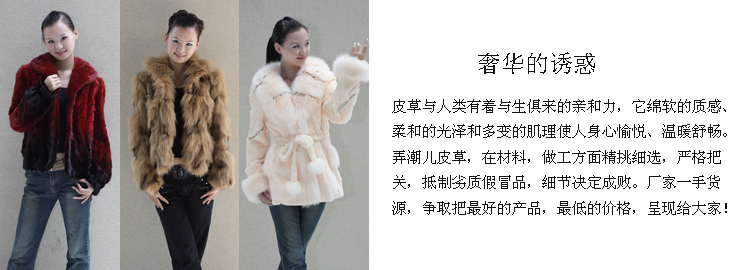 奢华的诱惑
皮草与人类有着与生俱来的亲和力，它绵软的质感、
柔和的光泽和多变的肌理使人身心愉悦、温暖舒畅。
弄潮儿皮草，在材料，做工方面精挑细选，严格把
关，抵制劣质假冒品，细节决定成败。厂家一手货
源，争取把最好的产品，最低的价格，呈现给大家！